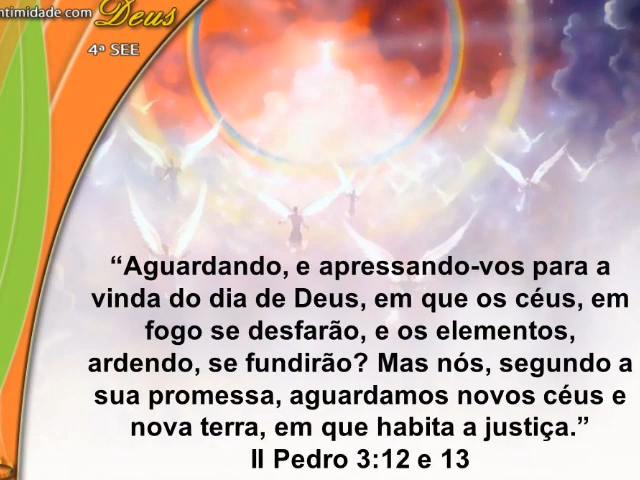 ntimidade com Deus
4ª SEE
“Aguardando, e apressando-vos para a
vinda do dia de Deus, em que os céus, em
fogo se desfarão, e os elementos,
ardendo, se fundirão? Mas nós, segundo a
sua promessa, aguardamos novos céus e
nova terra, em que habita a justiça.”
II Pedro 3:12 e 13